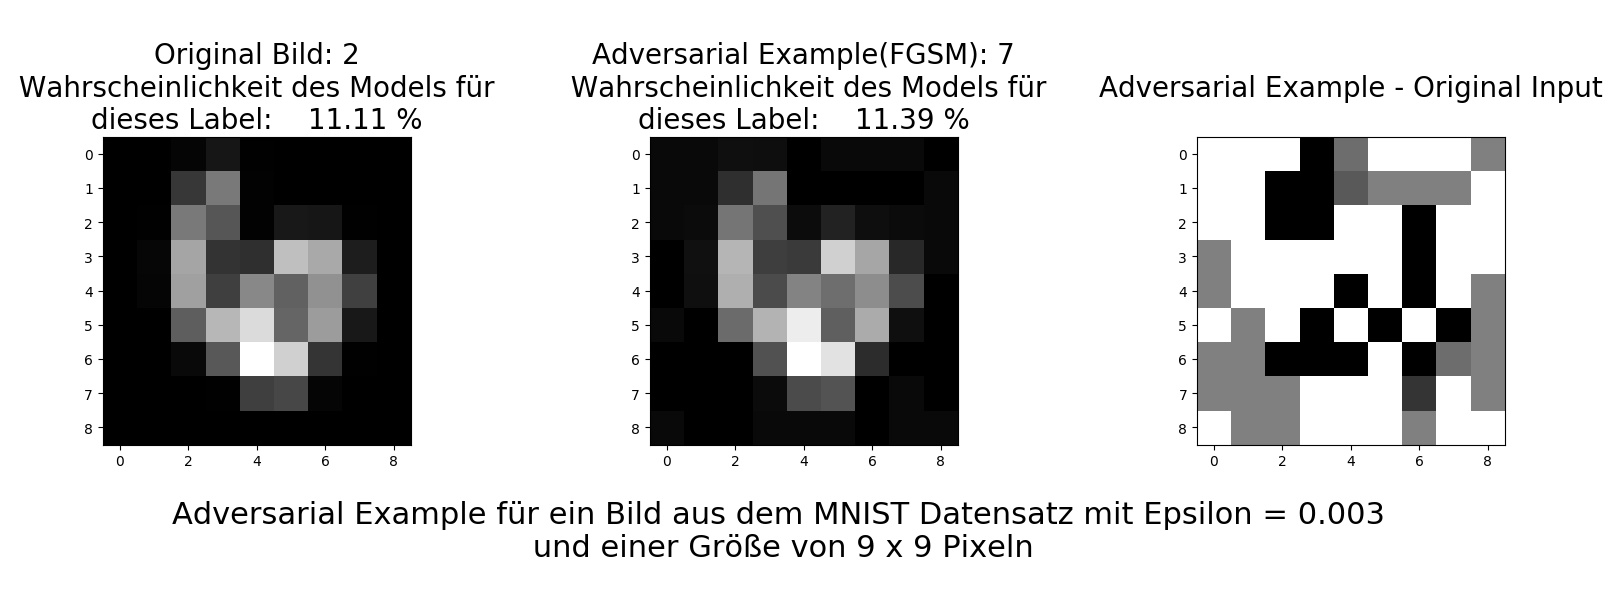 Original Bild: 2
Wahrscheinlichkeit des Models für
dieses Label:    11.11 %
0
1
2
3
4
5
6
7
8
0 2 4 6 8
Adversarial Example(FGSM): 7
Wahrscheinlichkeit des Models für
dieses Label:    11.39 %
0
1
2
3
4
5
6
7
8
0 2 4 6 8
Adversarial Example - Original Input
0
1
2
3
4
5
6
7
8
0 2 4 6 8
Adversarial Example für ein Bild aus dem MNIST Datensatz mit Epsilon = 0.003
und einer Größe von 9 x 9 Pixeln